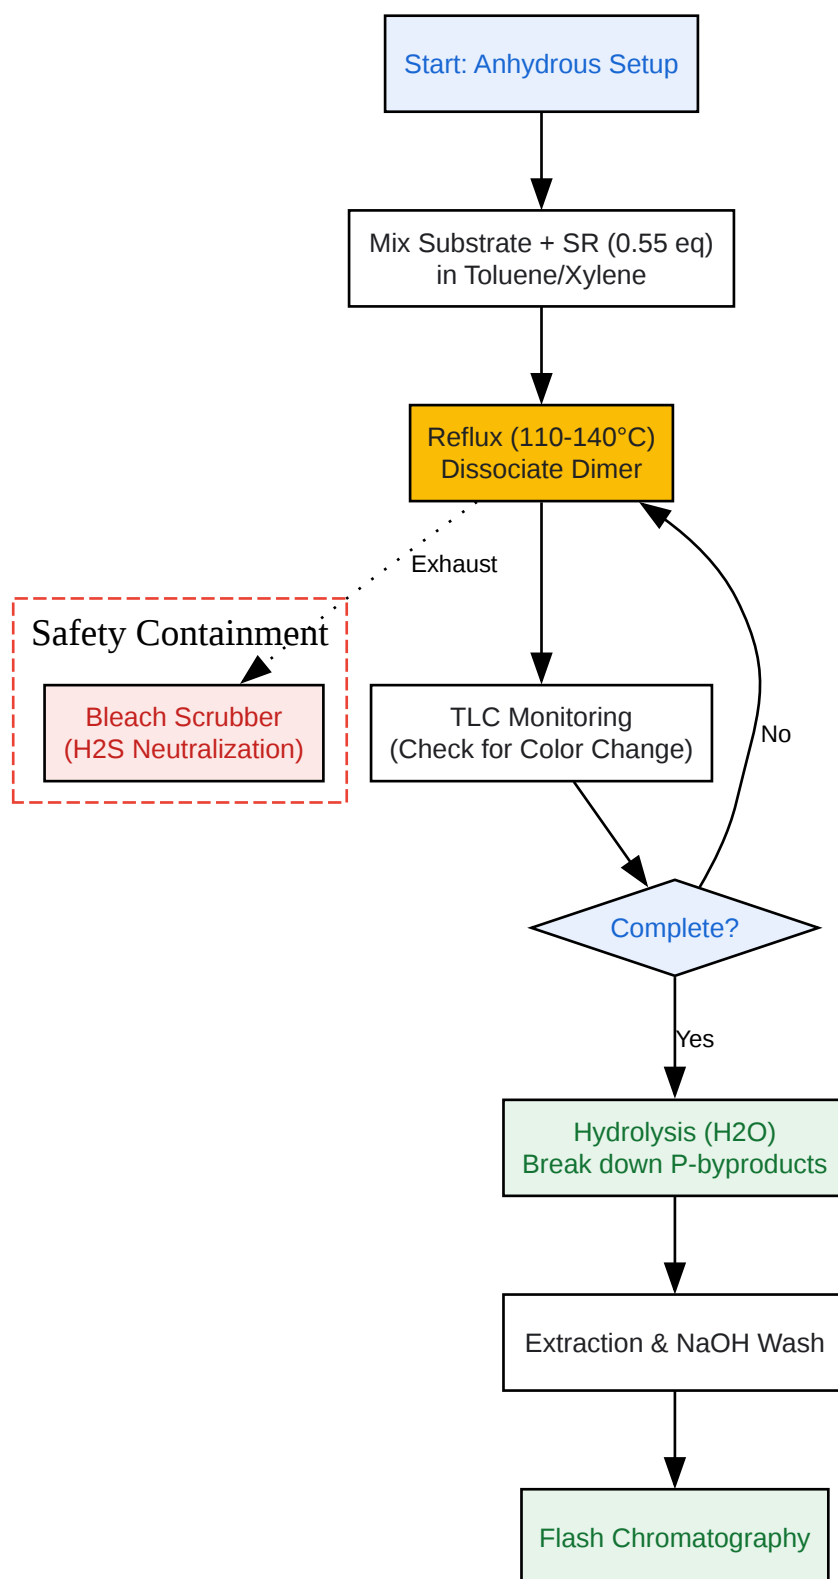 Start: Anhydrous Setup
Mix Substrate + SR (0.55 eq)
in Toluene/Xylene
Reflux (110-140°C)
Dissociate Dimer
Exhaust
Safety Containment
Bleach Scrubber
(H2S Neutralization)
TLC Monitoring
(Check for Color Change)
No
Complete?
Yes
Hydrolysis (H2O)
Break down P-byproducts
Extraction & NaOH Wash
Flash Chromatography